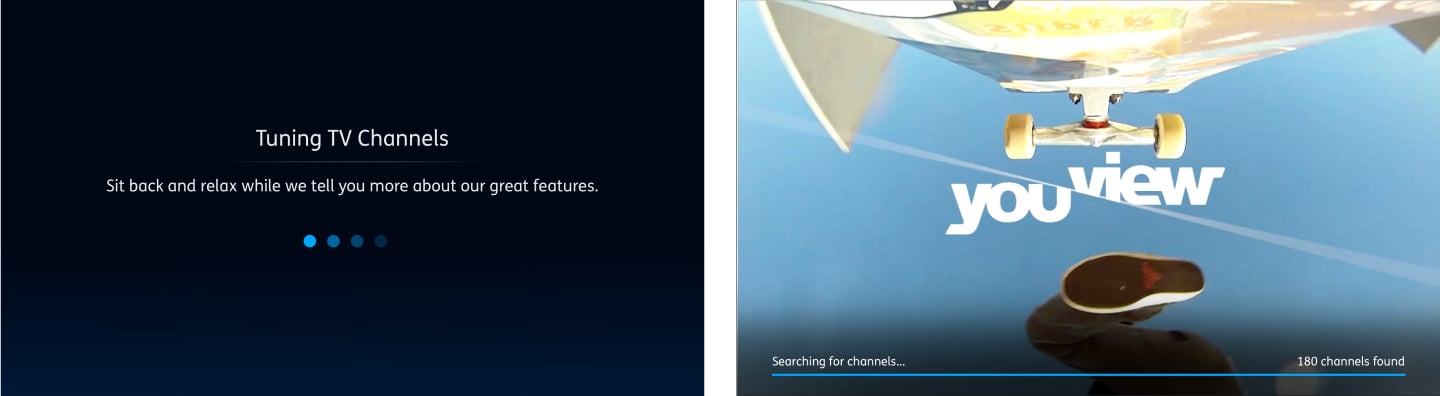 Tuning TV Channels
Sit back and relax while we tell you more about our great features.
SUPER
youview
Searching for channels...
180 channels found